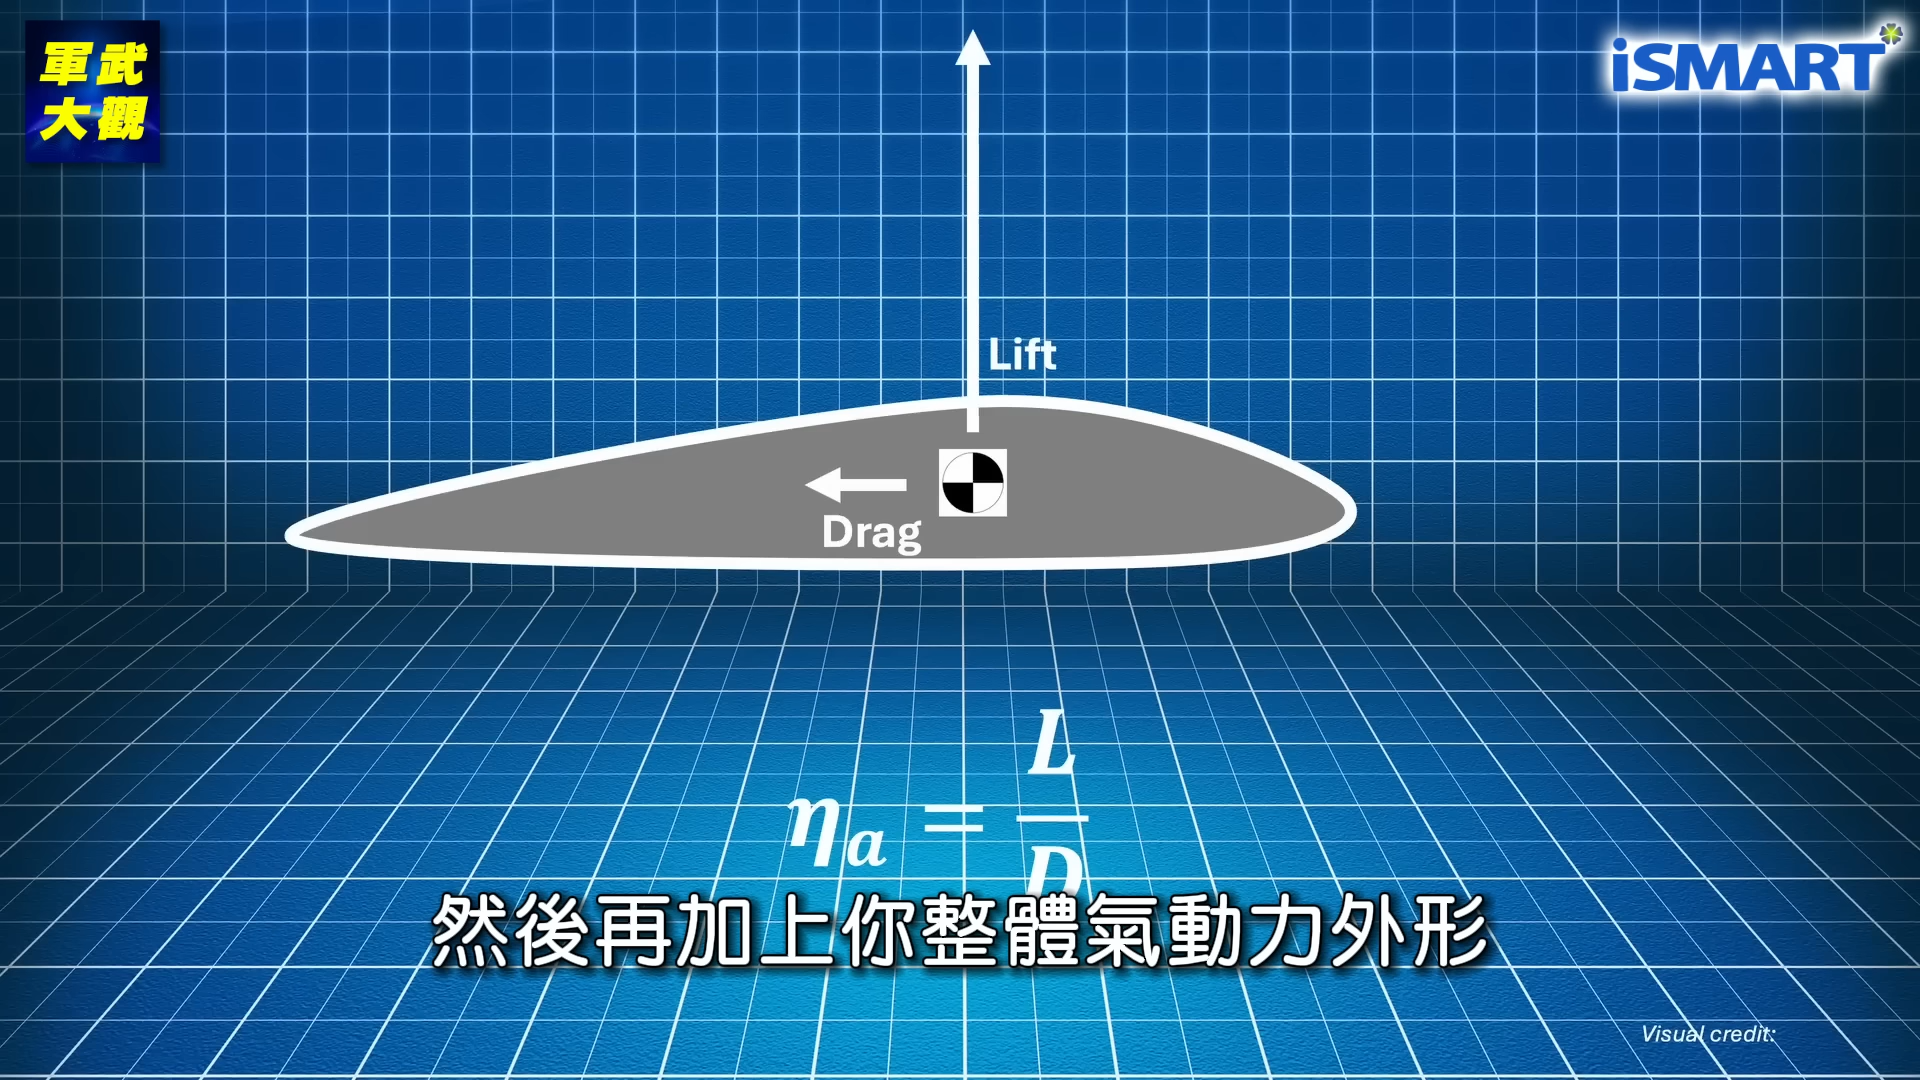 軍武
大觀
iSMART
Lift
Drag
ηa = L/D
然後再加上你整體氣動力外形
Visual credit: